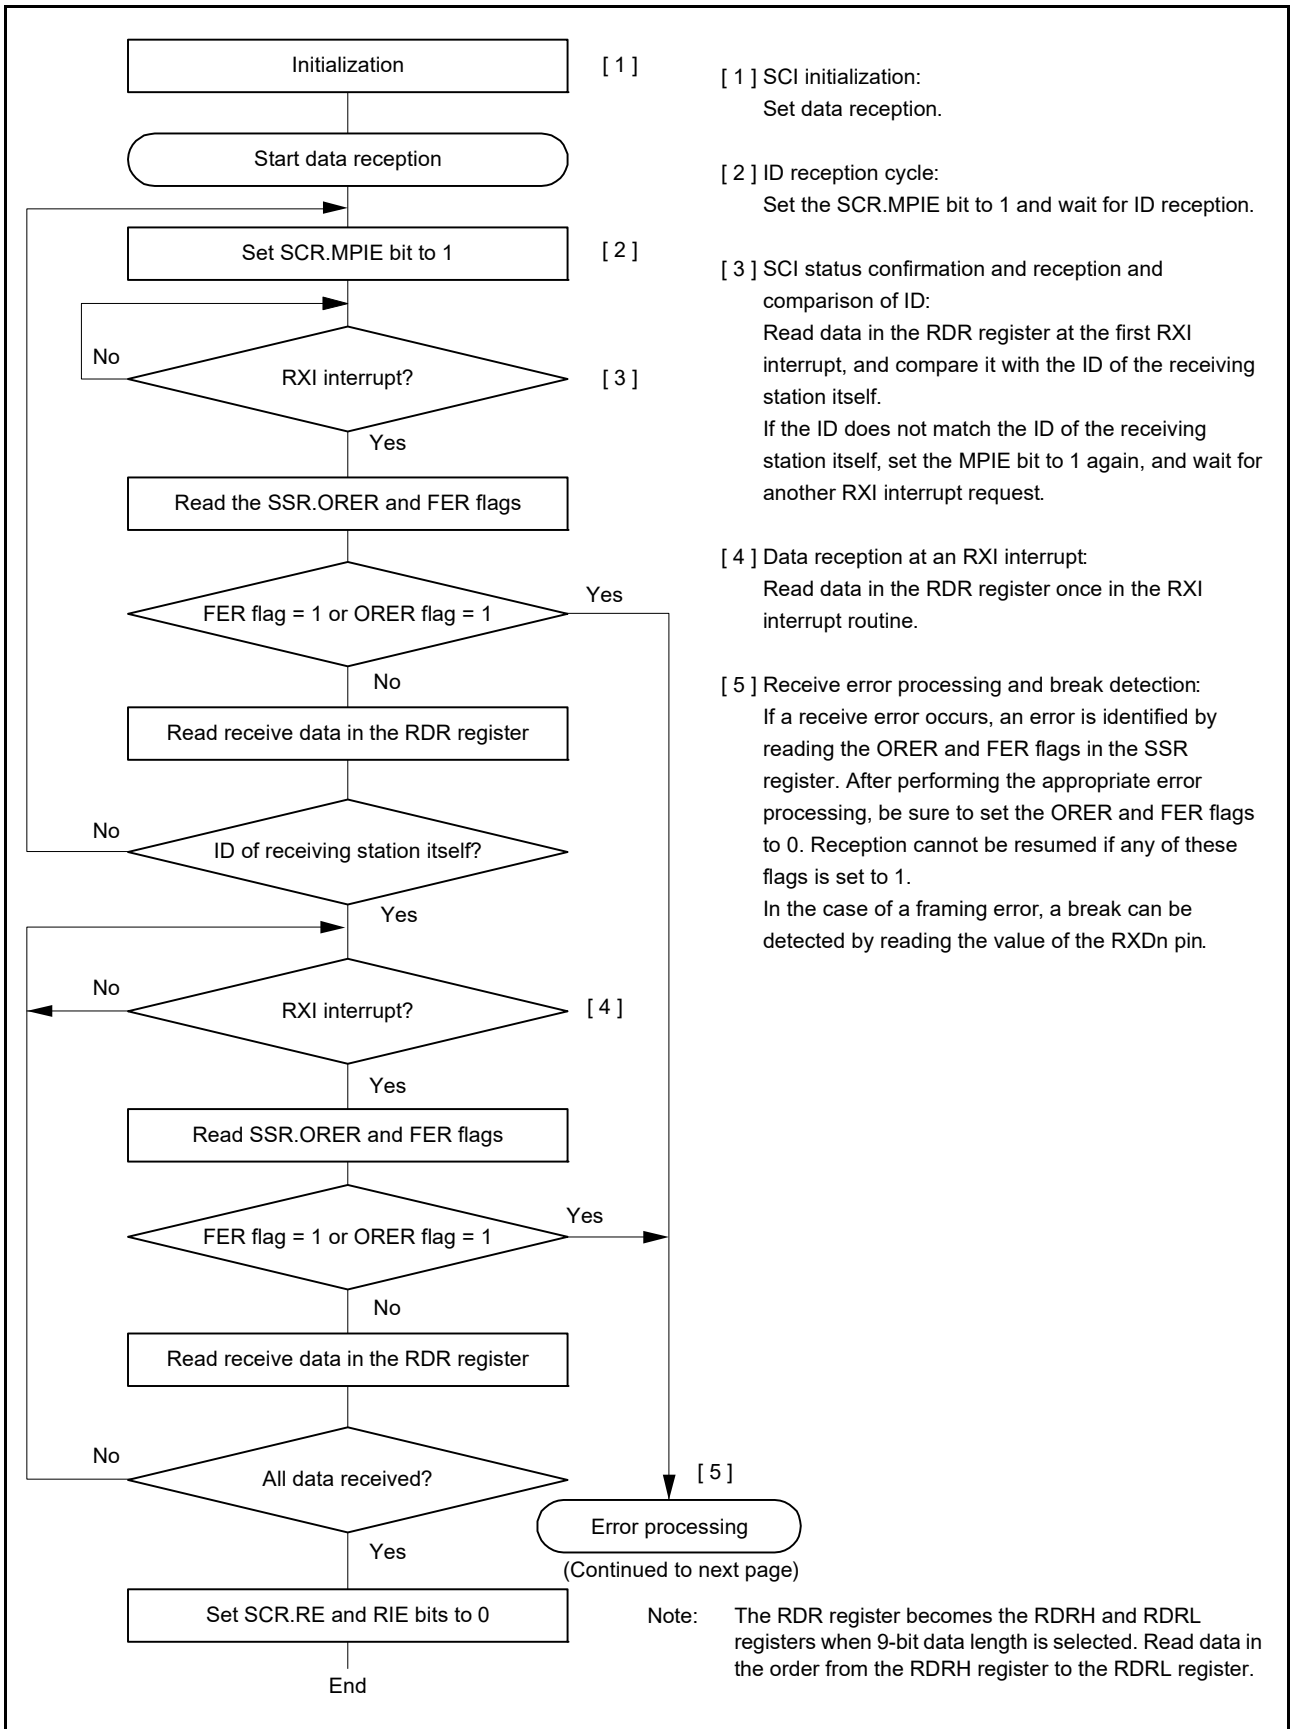 Initialization
[ 1 ]
Start data reception
Set SCR.MPIE bit to 1
[ 2 ]
No
RXI interrupt?
[ 3 ]
Yes
Read the SSR.ORER and FER flags
Yes
FER flag = 1 or ORER flag = 1
No
Read receive data in the RDR register
No
ID of receiving station itself?
Yes
No
RXI interrupt?
[ 4 ]
Yes
Read SSR.ORER and FER flags
Yes
FER flag = 1 or ORER flag = 1
No
Read receive data in the RDR register
No
All data received?
[ 5 ]
Error processing
(Continued to next page)
Yes
Set SCR.RE and RIE bits to 0
End
[ 1 ] SCI initialization:
Set data reception.
[ 2 ] ID reception cycle:
Set the SCR.MPIE bit to 1 and wait for ID reception.
[ 3 ] SCI status confirmation and reception and
comparison of ID:
Read data in the RDR register at the first RXI
interrupt, and compare it with the ID of the receiving
station itself.
If the ID does not match the ID of the receiving
station itself, set the MPIE bit to 1 again, and wait for
another RXI interrupt request.
[ 4 ] Data reception at an RXI interrupt:
Read data in the RDR register once in the RXI
interrupt routine.
[ 5 ] Receive error processing and break detection:
If a receive error occurs, an error is identified by
reading the ORER and FER flags in the SSR
register. After performing the appropriate error
processing, be sure to set the ORER and FER flags
to 0. Reception cannot be resumed if any of these
flags is set to 1.
In the case of a framing error, a break can be
detected by reading the value of the RXDn pin.
Note: The RDR register becomes the RDRH and RDRL
registers when 9-bit data length is selected. Read data in
the order from the RDRH register to the RDRL register.